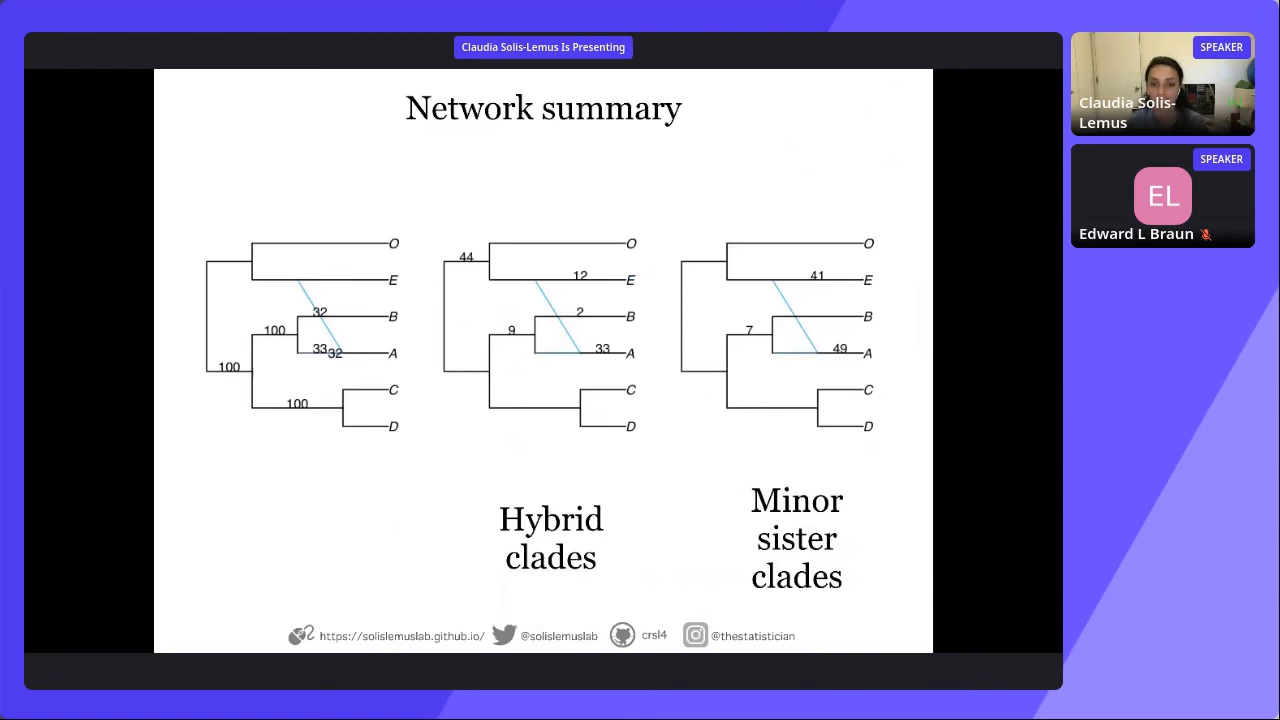 Claudia Solis-Lemus Is Presenting
Network summary
O
E
32
B
100
33 32
A
100
C
100
D
44
O
12
E
2
B
9
33
A
C
D
O
41
E
B
7
49
A
C
D
Hybrid
clades
Minor
sister
clades
https://solislemuslab.github.io/ @solislemuslab crsl4 @thestatistician
SPEAKER
Claudia Solis-
Lemus
SPEAKER
EL
Edward L Braun